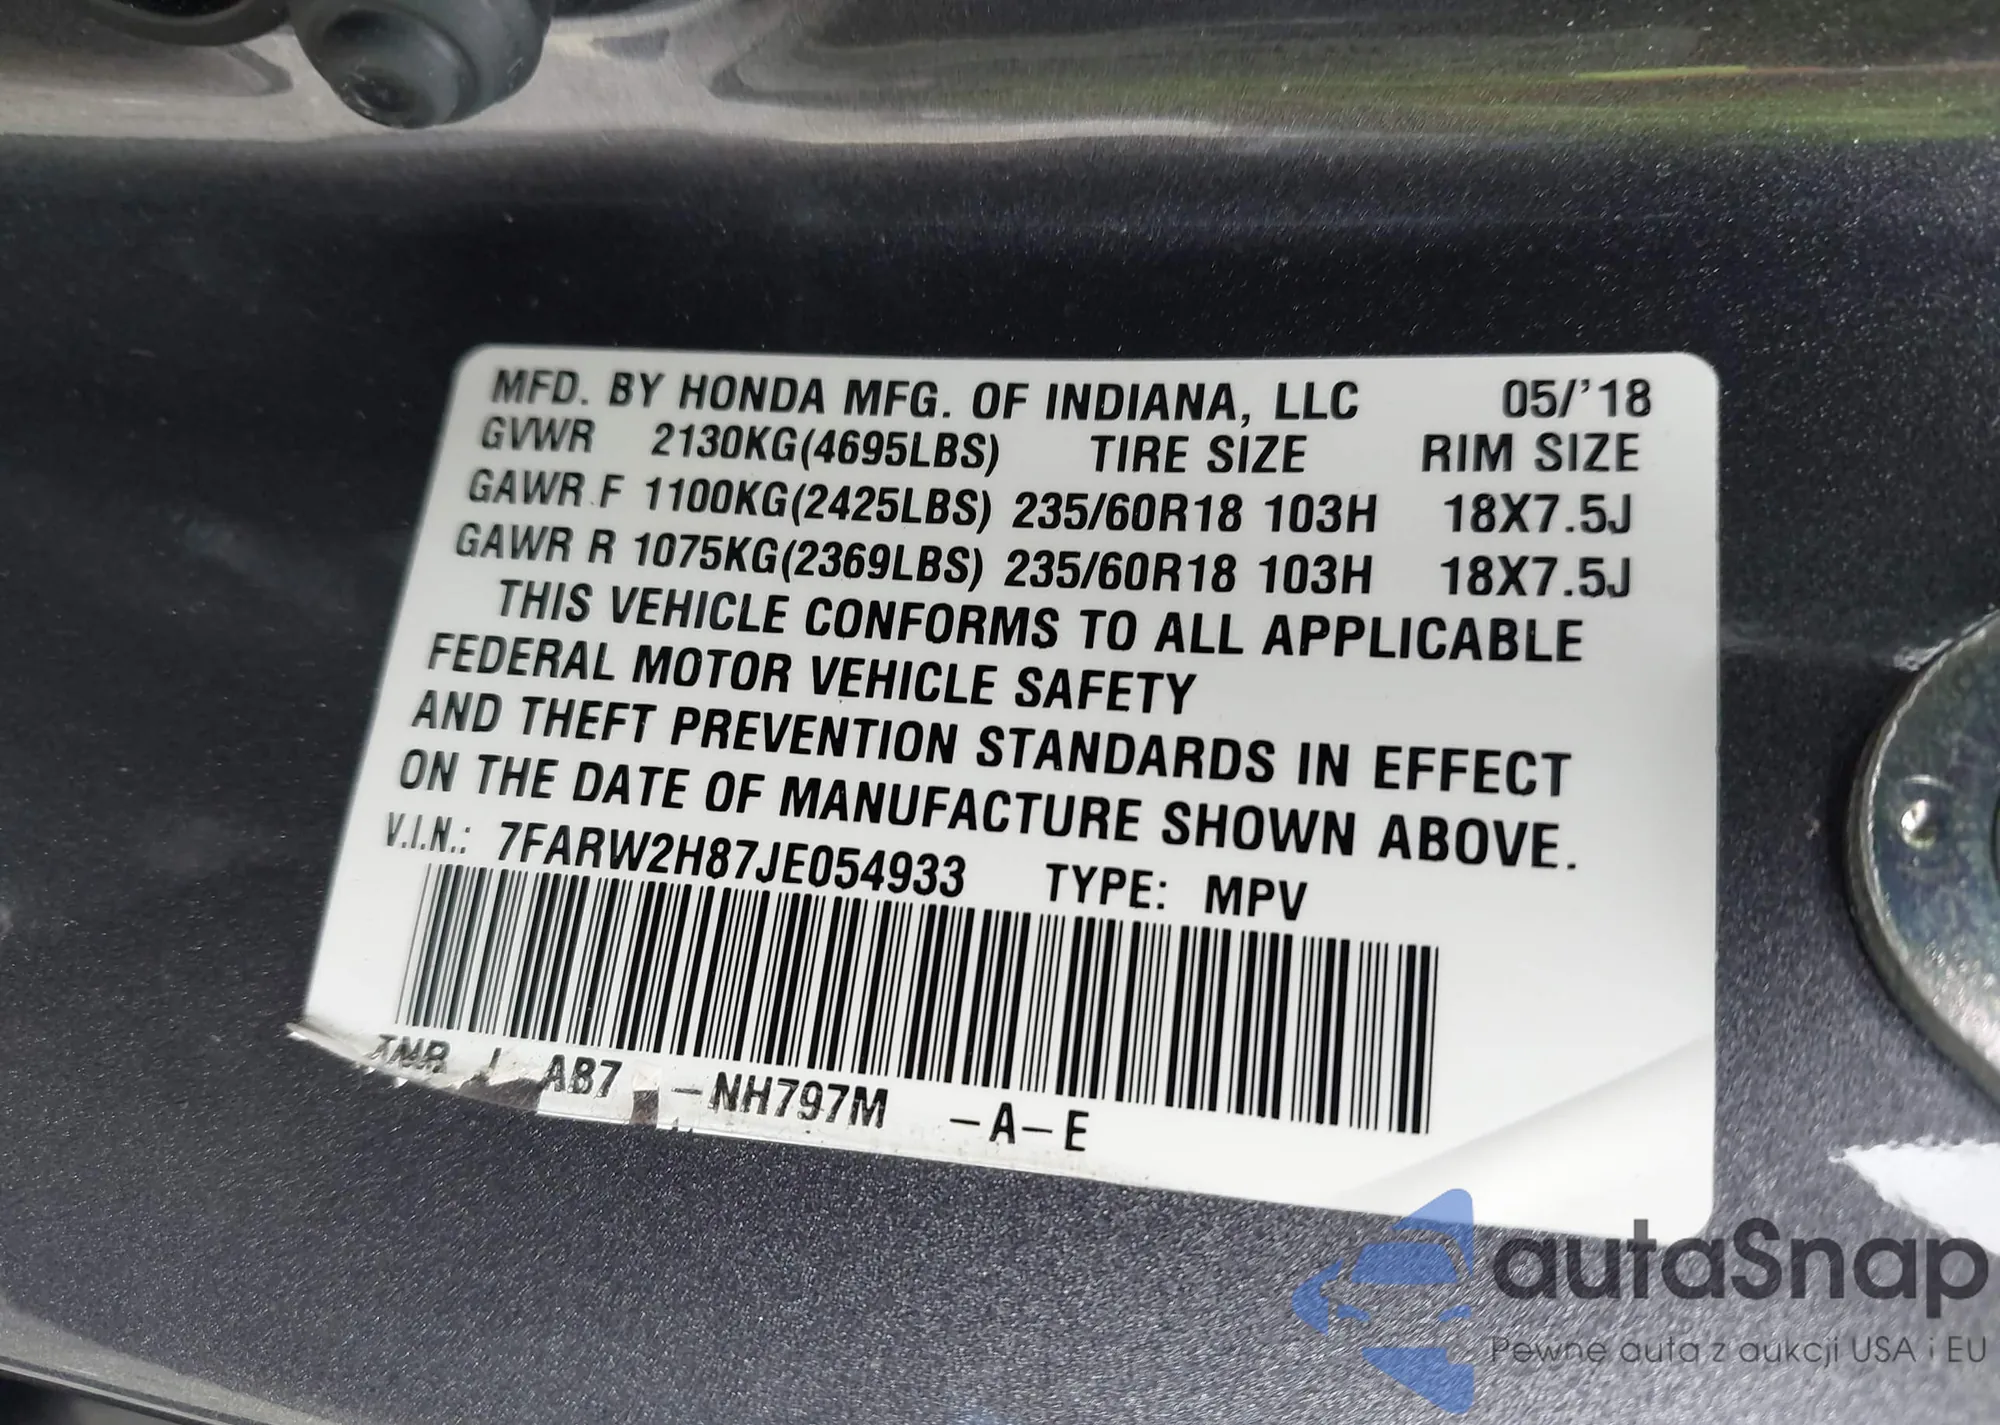 MFD. BY HONDA MFG. OF INDIANA, LLC 05/'18
GVWR 2130KG(4695LBS) TIRE SIZE RIM SIZE
GAWR F 1100KG(2425LBS) 235/60R18 103H 18X7.5J
GAWR R 1075KG(2369LBS) 235/60R18 103H 18X7.5J
THIS VEHICLE CONFORMS TO ALL APPLICABLE
FEDERAL MOTOR VEHICLE SAFETY
AND THEFT PREVENTION STANDARDS IN EFFECT
ON THE DATE OF MANUFACTURE SHOWN ABOVE.
V.I.N.: 7FARW2H87JE054933 TYPE: MPV
AB7 -NH797M -A-E
autaSnap
Pewne auta z aukcji USA i EU